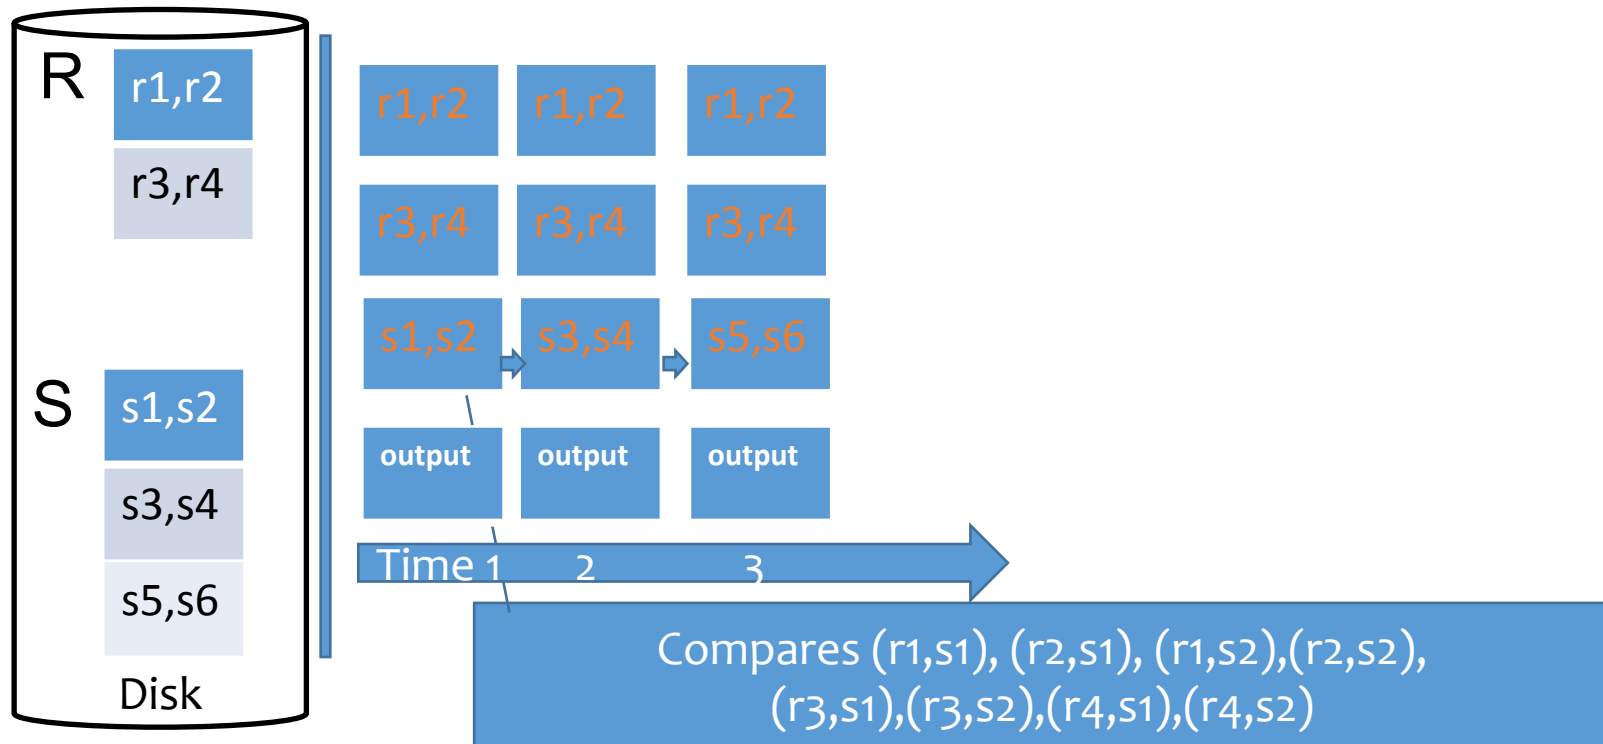 R
r1,r2
r3,r4
S
s1,s2
s3,s4
s5,s6
Disk
r1,r2 r1,r2 r1,r2
r3,r4 r3,r4 r3,r4
s1,s2 s3,s4 s5,s6
output output output
Time 1 2 3
Compares (r1,s1), (r2,s1), (r1,s2),(r2,s2),
(r3,s1),(r3,s2),(r4,s1),(r4,s2)